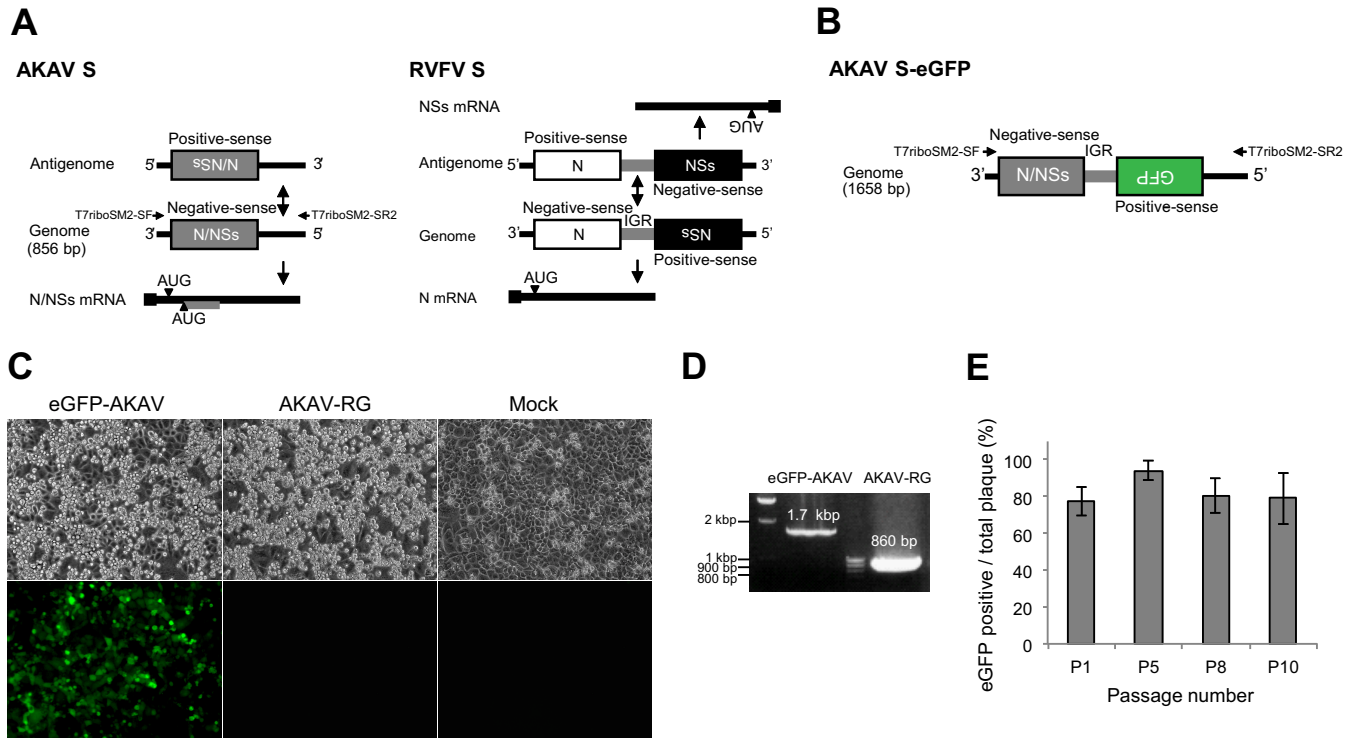 A
AKAV S
Positive-sense
Antigenome
5'
N/NSs
3'
T7riboSM2-SF
Negative-sense
T7riboSM2-SR2
Genome
(856 bp)
3'
N/NSs
5'
AUG
N/NSs mRNA
AUG
RVFV S
NSs mRNA
AUG
Positive-sense
Antigenome
5'
N
NSs
3'
Negative-sense
Negative-sense
IGR
Genome
3'
N
NSs
5'
Positive-sense
AUG
N mRNA
B
AKAV S-eGFP
Negative-sense
T7riboSM2-SF
IGR
T7riboSM2-SR2
Genome
(1658 bp)
3'
N/NSs
GFP
5'
Positive-sense
C
eGFP-AKAV
AKAV-RG
Mock
D
eGFP-AKAV
AKAV-RG
1.7 kbp
2 kbp
860 bp
1 kbp
900 bp
800 bp
E
eGFP positive / total plaque (%)
100
80
60
40
20
0
P1
P5
P8
P10
Passage number